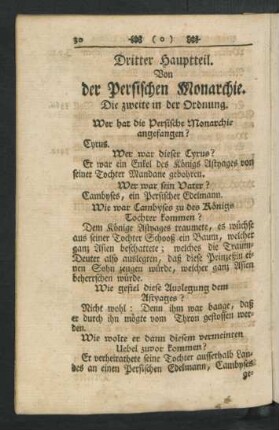 30 ( o )
Dritter Hauptteil.
Von
der Persischen Monarchie.
Die zweite in der Ordnung.
Wer hat die Persische Monarchie
angefangen?
Cyrus.
Wer war dieser Cyrus?
Er war ein Enkel des Königs Astyages von
seiner Tochter Mandane gebohren.
Wer war sein Vater?
Cambyses, ein Persischer Edelmann.
Wie war Cambyses zu des Königs
Tochter kommen?
Dem Könige Astyages traumete, es wüchse
aus seiner Tochter Schoos ein Baum, welcher
ganz Asien beschattete; welches die Traum-
Deuter also auslegten, daß diese Prinzeßin ei-
nen Sohn zeugen würde, welcher ganz Asien
beherrschen würde.
Wie gefiel diese Auslegung dem
Astyages?
Nicht wohl: Denn ihm war bange, daß
er durch ihn mögte vom Thron gestossen wer-
den.
Wie wolte er dann diesem vermeinten
Uebel zuvor kommen?
Er verheirathete seine Tochter ausserhalb Lan-
des an einem Persischen Edelmann, Cambyses
ge-